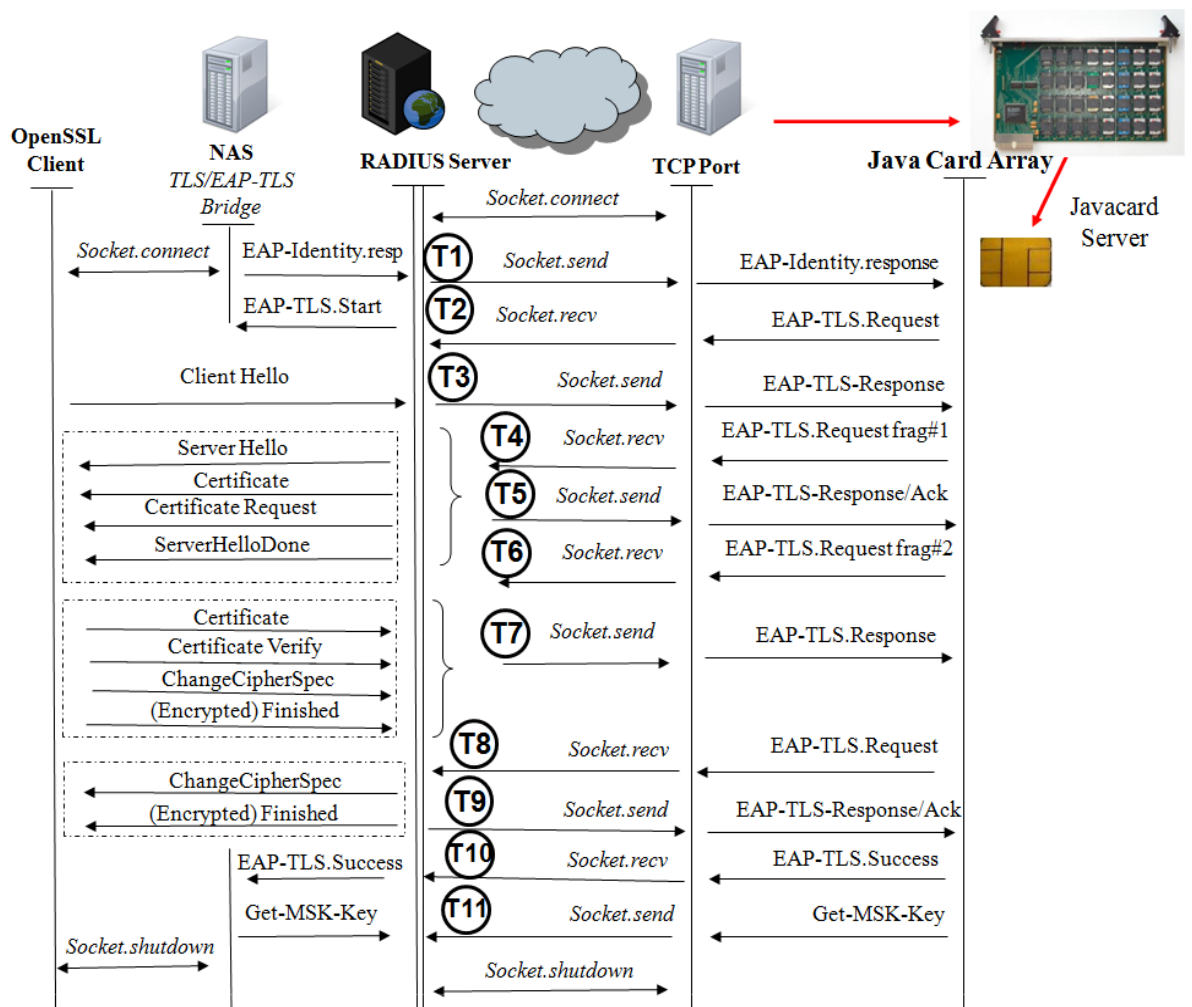 OpenSSL
Client
NAS
TLS/EAP-TLS
Bridge
RADIUS Server
TCP Port
Java Card Array
Javacard
Server
Socket.connect
Socket.connect
EAP-Identity.resp
T1
Socket.send
EAP-Identity.response
EAP-TLS.Start
T2
Socket.recv
EAP-TLS.Request
Client Hello
T3
Socket.send
EAP-TLS-Response
Server Hello
T4
Socket.recv
EAP-TLS.Request frag#1
Certificate
T5
Socket.send
EAP-TLS-Response/Ack
Certificate Request
ServerHelloDone
T6
Socket.recv
EAP-TLS.Request frag#2
Certificate
T7
Socket.send
EAP-TLS.Response
Certificate Verify
ChangeCipherSpec
(Encrypted) Finished
T8
Socket.recv
EAP-TLS.Request
ChangeCipherSpec
(Encrypted) Finished
T9
Socket.send
EAP-TLS-Response/Ack
EAP-TLS.Success
T10
Socket.recv
EAP-TLS.Success
Get-MSK-Key
T11
Socket.send
Get-MSK-Key
Socket.shutdown
Socket.shutdown